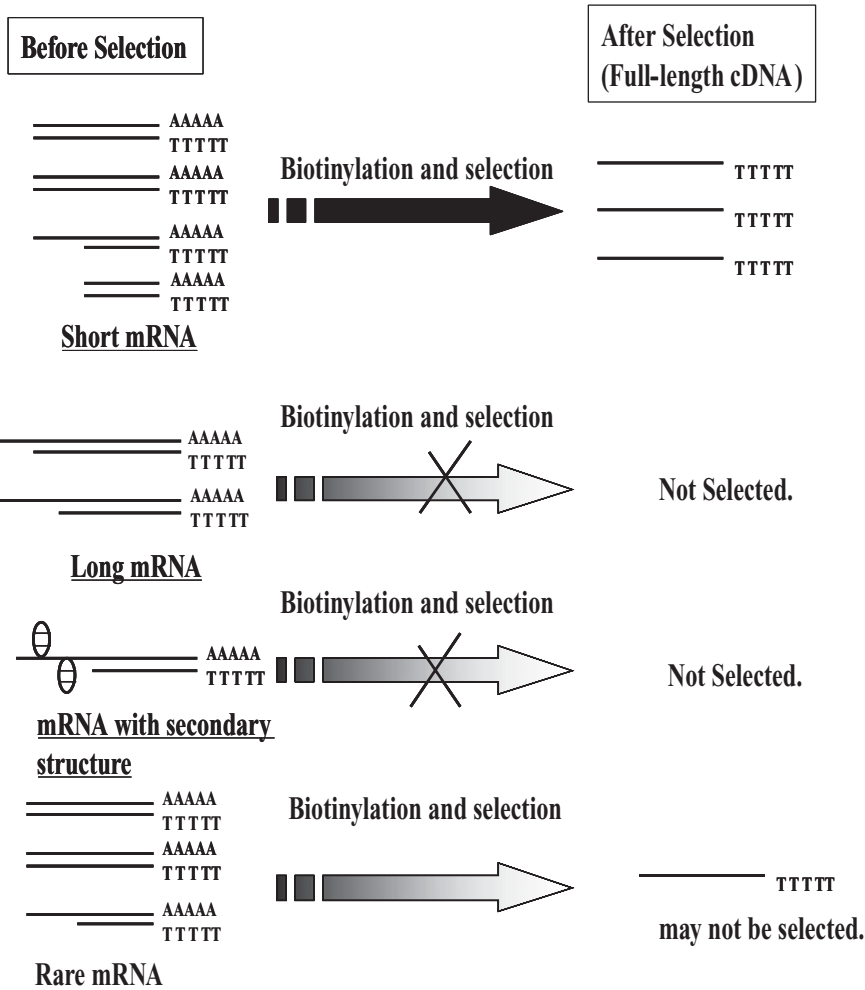 Before Selection
After Selection
(Full-length cDNA)
AAAAA
TTTTT
AAAAA
TTTTT
AAAAA
TTTTT
AAAAA
TTTTT
Short mRNA
Biotinylation and selection
TTTTT
TTTTT
TTTTT
AAAAA
TTTTT
AAAAA
TTTTT
Long mRNA
Biotinylation and selection
Not Selected.
AAAAA
TTTTT
mRNA with secondary
structure
Biotinylation and selection
Not Selected.
AAAAA
TTTTT
AAAAA
TTTTT
AAAAA
TTTTT
Rare mRNA
Biotinylation and selection
TTTTT
may not be selected.